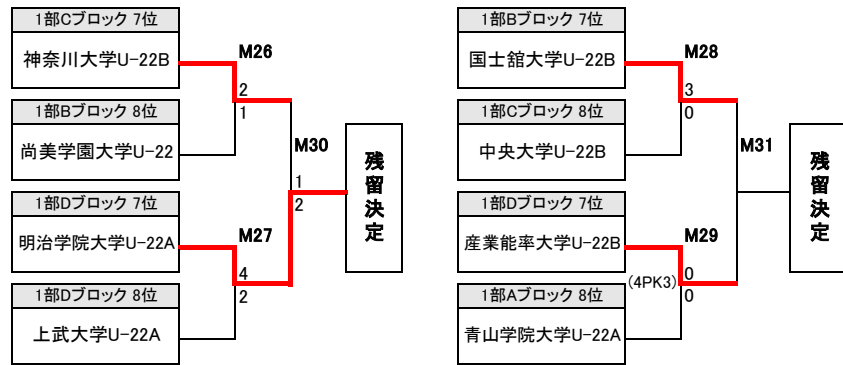 1部Cブロック 7位
神奈川大学U-22B
M26
2
1
1部Bブロック 8位
尚美学園大学U-22
M30
1
2
残留決定
1部Dブロック 7位
明治学院大学U-22A
M27
4
2
1部Dブロック 8位
上武大学U-22A
1部Bブロック 7位
国士舘大学U-22B
M28
3
0
1部Cブロック 8位
中央大学U-22B
M31
残留決定
1部Dブロック 7位
産業能率大学U-22B
M29
(4PK3)
0
0
1部Aブロック 8位
青山学院大学U-22A